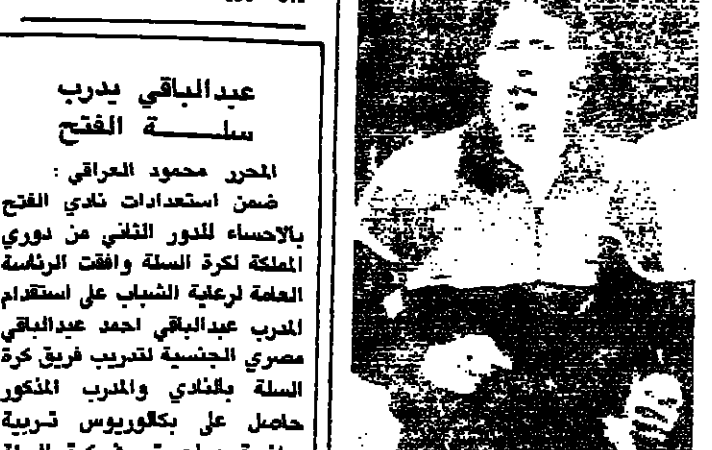 عبدالباقي يدرب
سلـــة الفتح
المحرر محمود العراقي :
ضمن استعدادات نادي الفتح
بالاحساء للدور الثاني من دوري
المملكة لكرة السلة وافقت الرئاسة
العامة لرعاية الشباب على استقدام
المدرب عبدالباقي احمد عبدالباقي
مصري الجنسية لتدريب فريق كرة
السلة بالنادي والمدرب المذكور
حاصل على بكالوريوس تربية